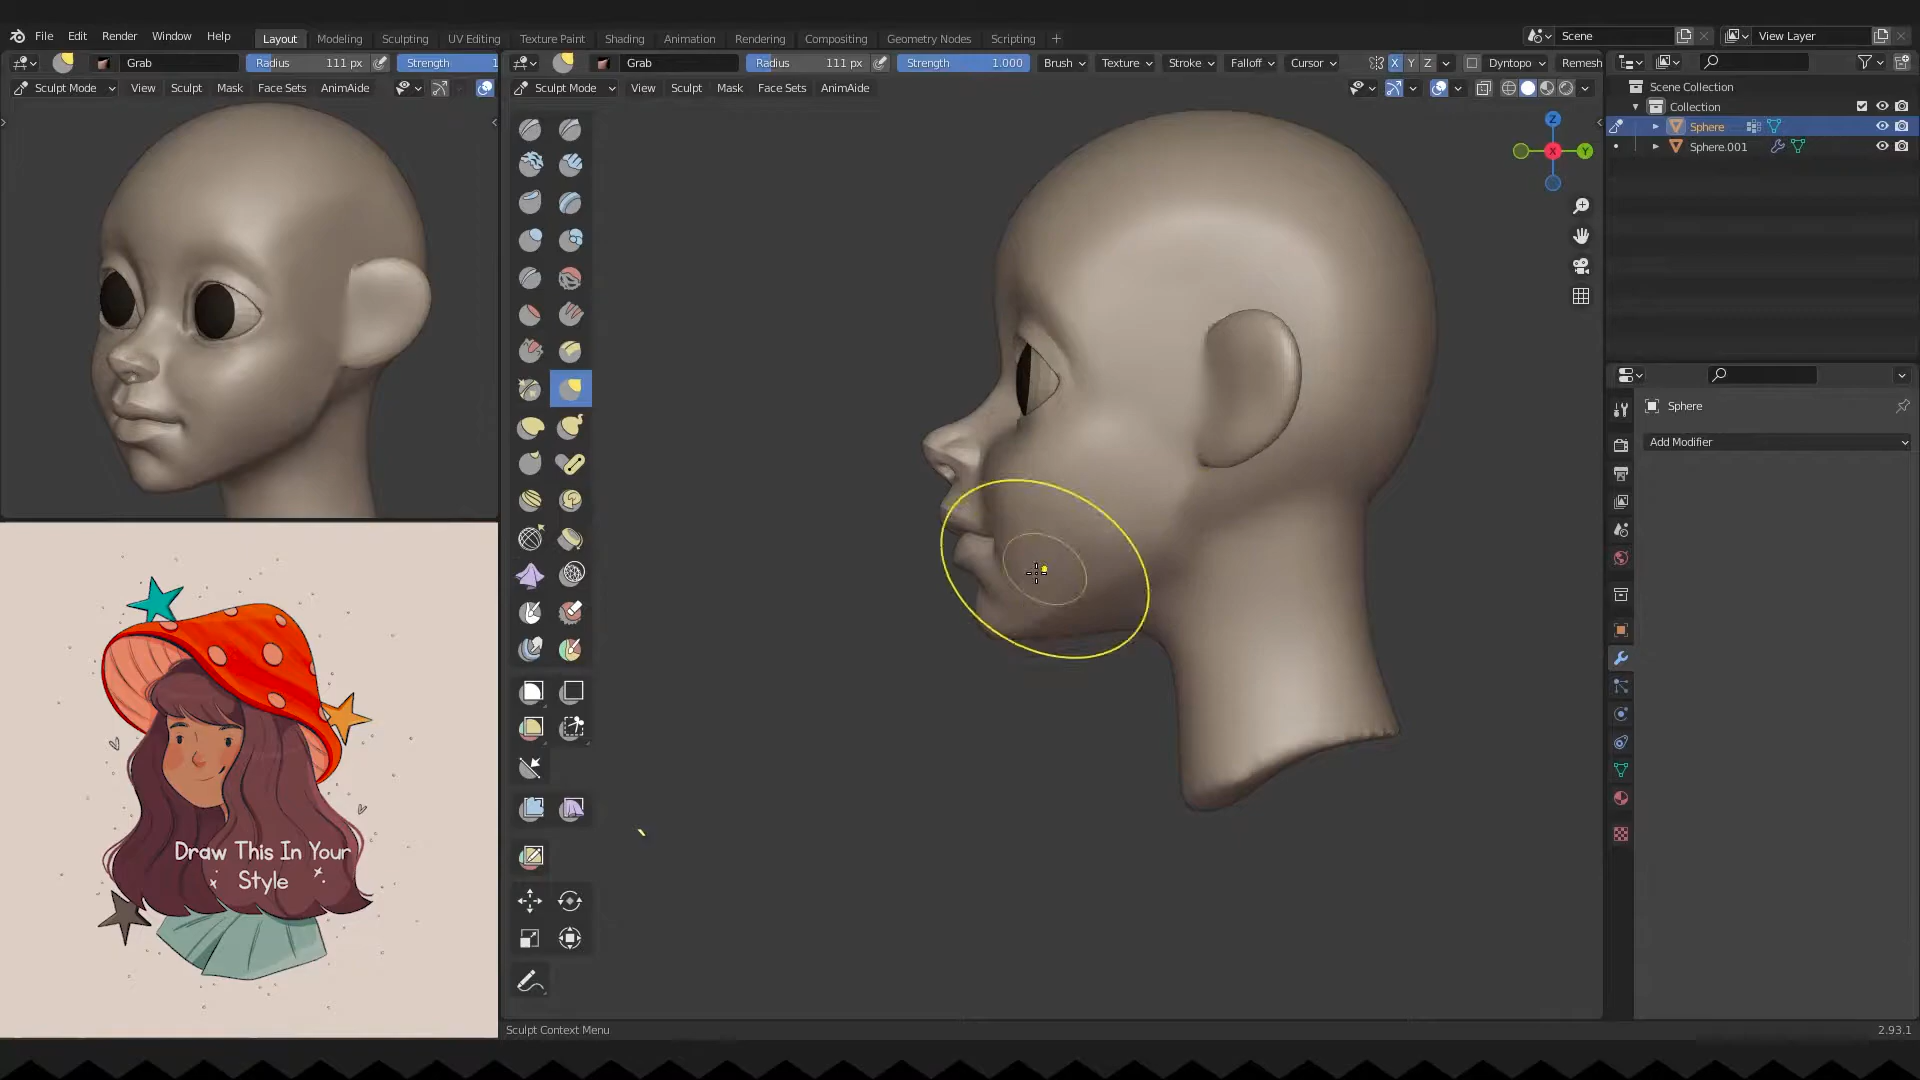 File Edit Render Window Help Layout Modeling Sculpting UV Editing Texture Paint Shading Animation Rendering Compositing Geometry Nodes Scripting + Scene View Layer
Grab Radius 111 px Strength 1 Grab Radius 111 px Strength 1.000 Brush Texture Stroke Falloff Cursor X Y Z Dyntopo Remesh
Sculpt Mode View Sculpt Mask Face Sets AnimAide Sculpt Mode View Sculpt Mask Face Sets AnimAide
Scene Collection
Collection
Sphere
Sphere.001
Z
X
Y
Sphere
Add Modifier
Draw This In Your
Style
Sculpt Context Menu
2.93.1